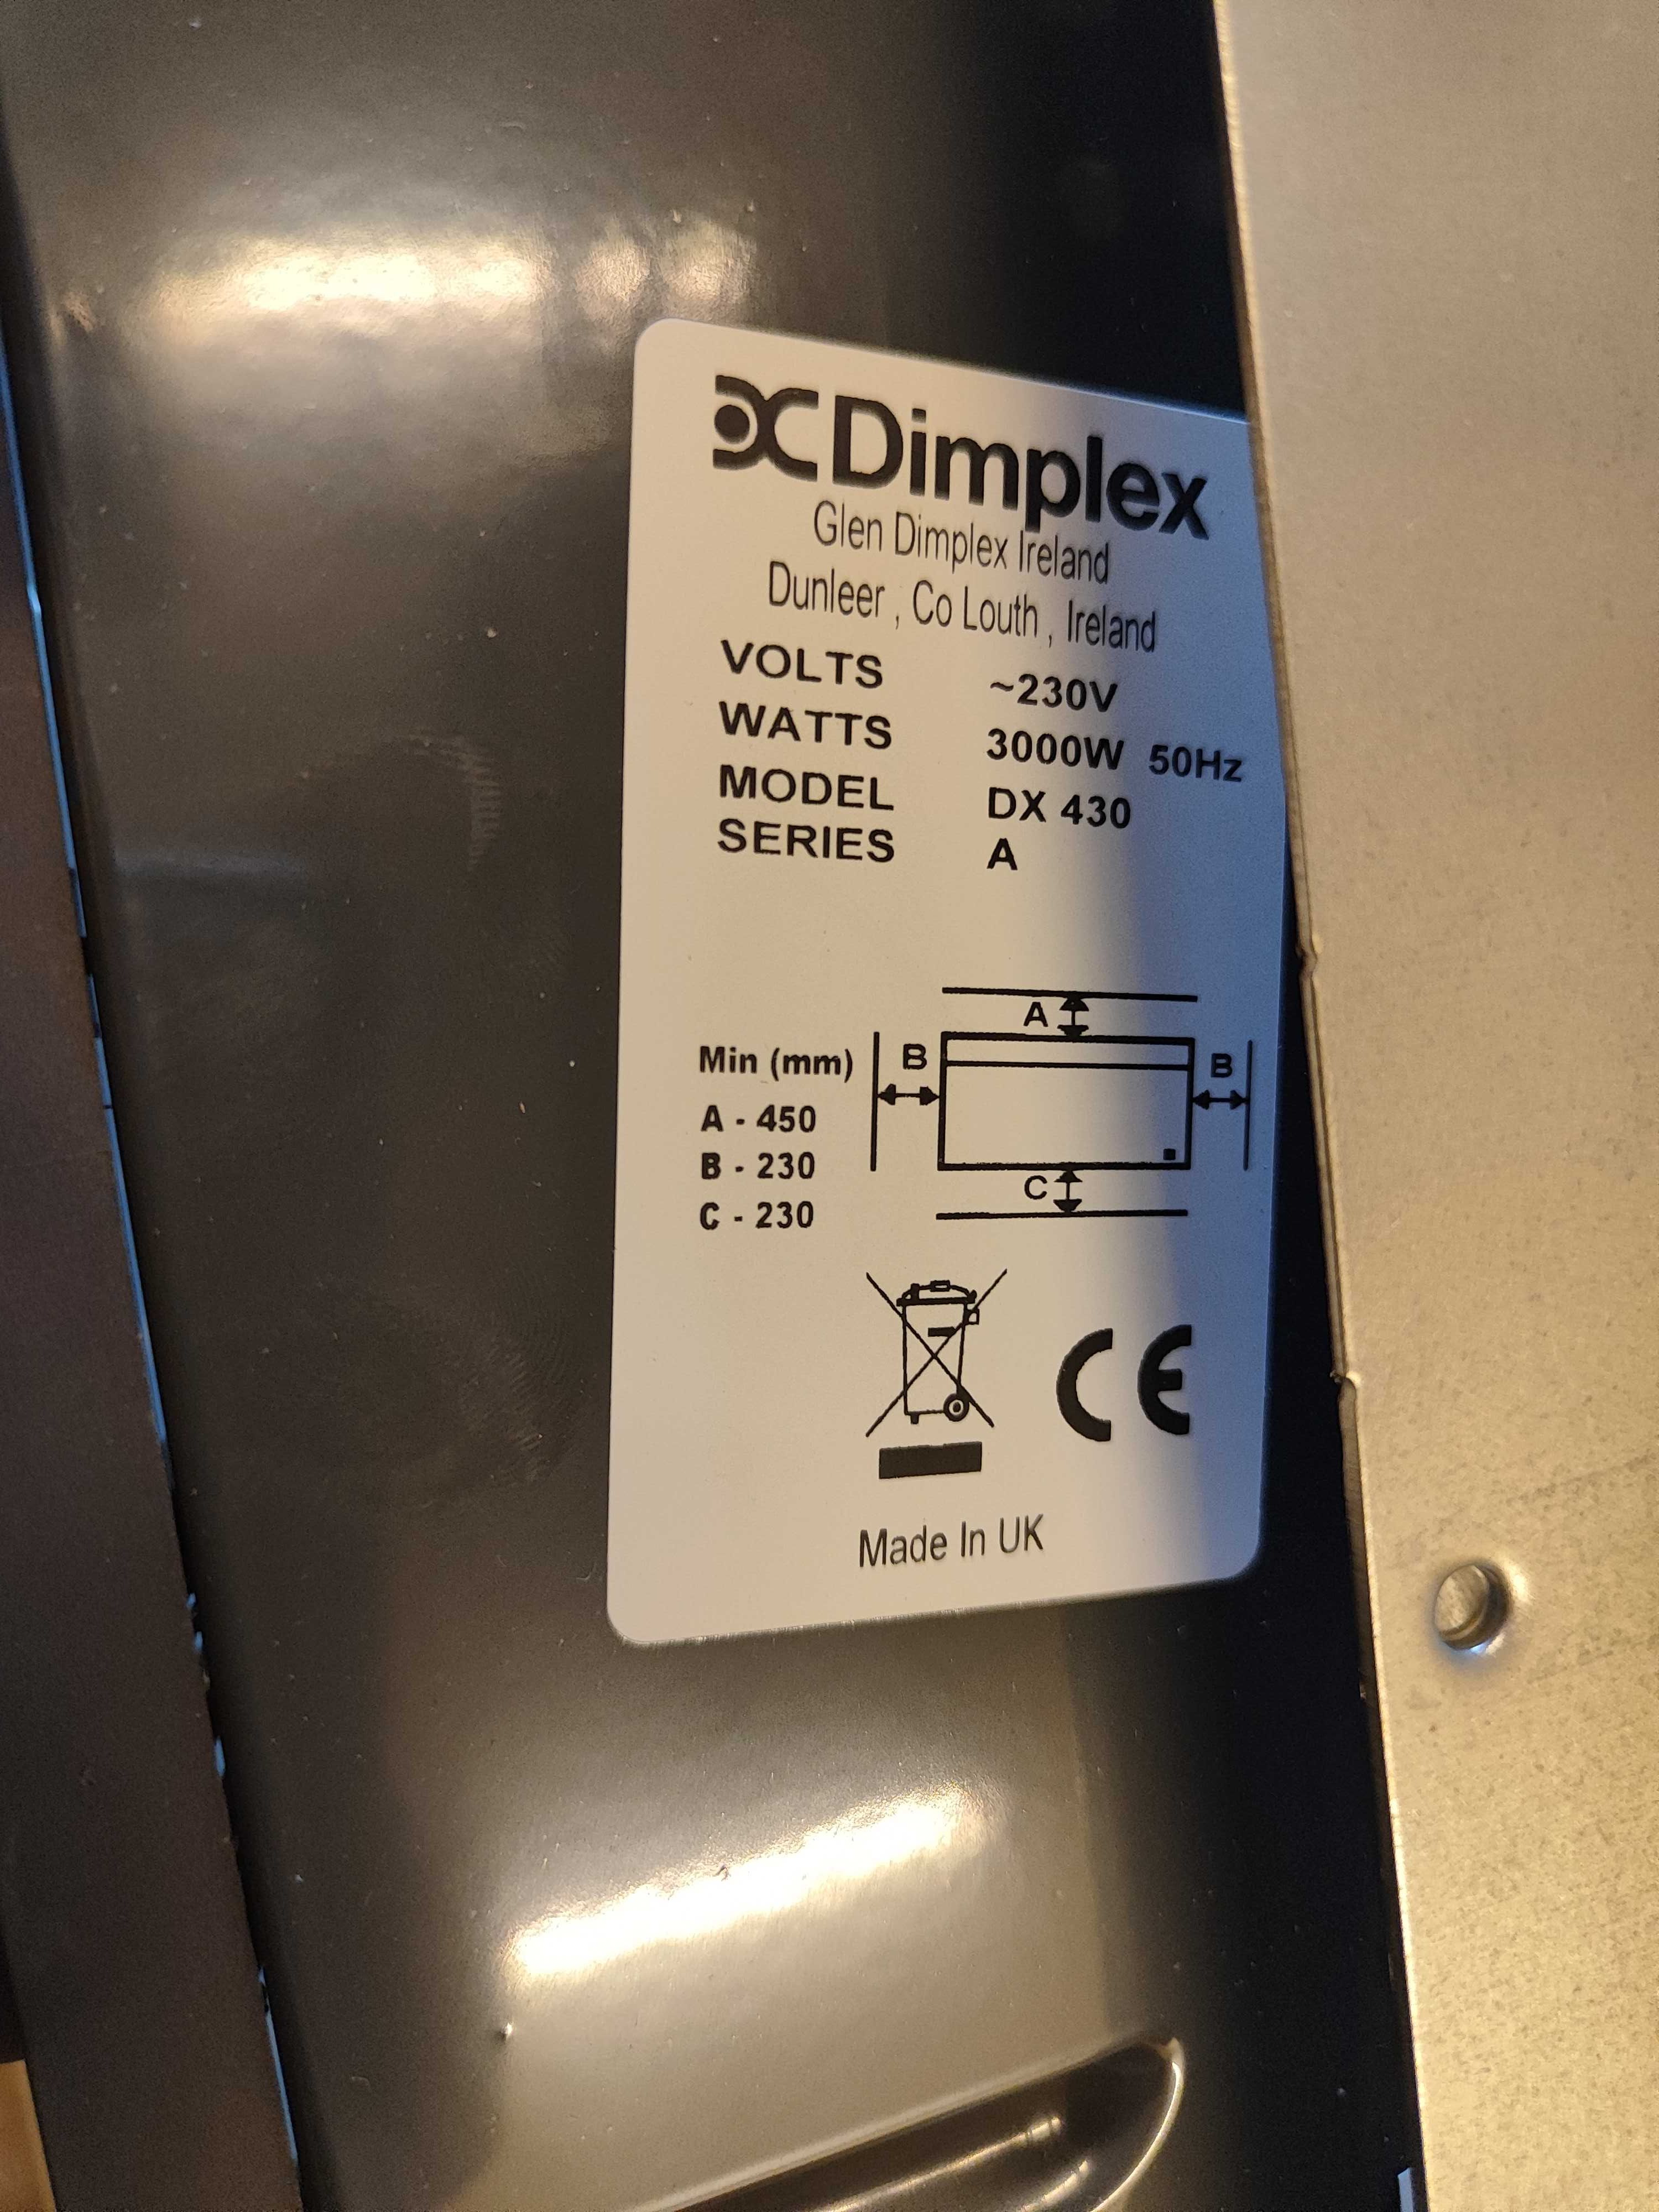 Dimplex
Glen Dimplex Ireland
Dunleer , Co Louth , Ireland
VOLTS ~230V
WATTS 3000W 50Hz
MODEL DX 430
SERIES A
A
Min (mm) B B
A - 450
B - 230
C - 230 C
CE
Made In UK